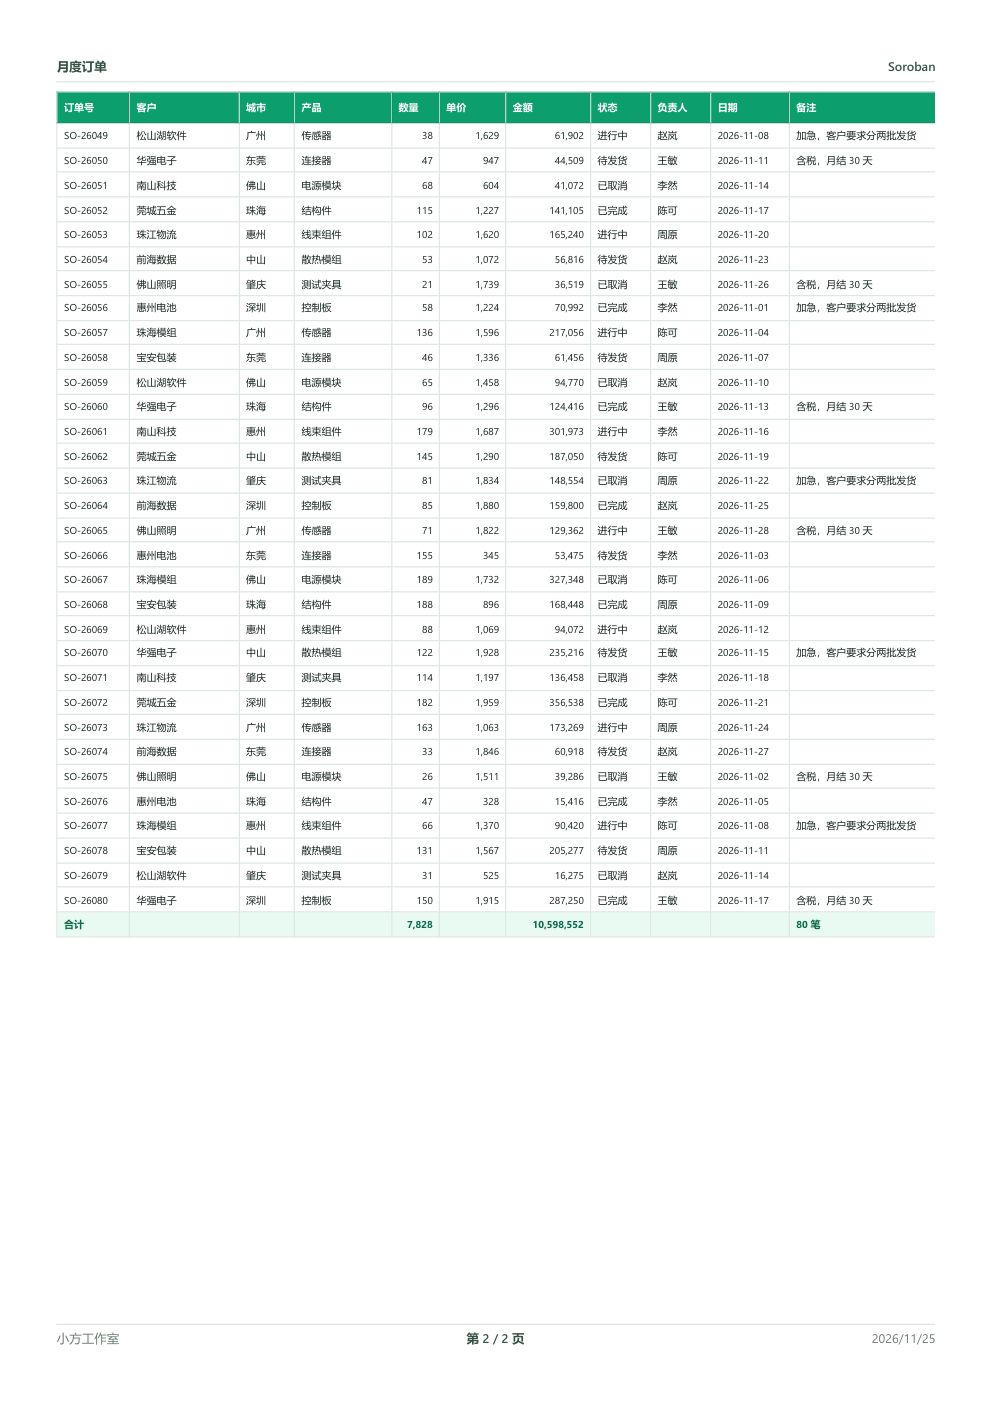 月度订单 Soroban
订单号 客户 城市 产品 数量 单价 金额 状态 负责人 日期 备注
SO-26049 松山湖软件 广州 传感器 38 1,629 61,902 进行中 赵岚 2026-11-08 加急，客户要求分两批发货
SO-26050 华强电子 东莞 连接器 47 947 44,509 待发货 王敏 2026-11-11 含税，月结 30 天
SO-26051 南山科技 佛山 电源模块 68 604 41,072 已取消 李然 2026-11-14
SO-26052 莞城五金 珠海 结构件 115 1,227 141,105 已完成 陈可 2026-11-17
SO-26053 珠江物流 惠州 线束组件 102 1,620 165,240 进行中 周原 2026-11-20
SO-26054 前海数据 中山 散热模组 53 1,072 56,816 待发货 赵岚 2026-11-23
SO-26055 佛山照明 肇庆 测试夹具 21 1,739 36,519 已取消 王敏 2026-11-26 含税，月结 30 天
SO-26056 惠州电池 深圳 控制板 58 1,224 70,992 已完成 李然 2026-11-01 加急，客户要求分两批发货
SO-26057 珠海模组 广州 传感器 136 1,596 217,056 进行中 陈可 2026-11-04
SO-26058 宝安包装 东莞 连接器 46 1,336 61,456 待发货 周原 2026-11-07
SO-26059 松山湖软件 佛山 电源模块 65 1,458 94,770 已取消 赵岚 2026-11-10
SO-26060 华强电子 珠海 结构件 96 1,296 124,416 已完成 王敏 2026-11-13 含税，月结 30 天
SO-26061 南山科技 惠州 线束组件 179 1,687 301,973 进行中 李然 2026-11-16
SO-26062 莞城五金 中山 散热模组 145 1,290 187,050 待发货 陈可 2026-11-19
SO-26063 珠江物流 肇庆 测试夹具 81 1,834 148,554 已取消 周原 2026-11-22 加急，客户要求分两批发货
SO-26064 前海数据 深圳 控制板 85 1,880 159,800 已完成 赵岚 2026-11-25
SO-26065 佛山照明 广州 传感器 71 1,822 129,362 进行中 王敏 2026-11-28 含税，月结 30 天
SO-26066 惠州电池 东莞 连接器 155 345 53,475 待发货 李然 2026-11-03
SO-26067 珠海模组 佛山 电源模块 189 1,732 327,348 已取消 陈可 2026-11-06
SO-26068 宝安包装 珠海 结构件 188 896 168,448 已完成 周原 2026-11-09
SO-26069 松山湖软件 惠州 线束组件 88 1,069 94,072 进行中 赵岚 2026-11-12
SO-26070 华强电子 中山 散热模组 122 1,928 235,216 待发货 王敏 2026-11-15 加急，客户要求分两批发货
SO-26071 南山科技 肇庆 测试夹具 114 1,197 136,458 已取消 李然 2026-11-18
SO-26072 莞城五金 深圳 控制板 182 1,959 356,538 已完成 陈可 2026-11-21
SO-26073 珠江物流 广州 传感器 163 1,063 173,269 进行中 周原 2026-11-24
SO-26074 前海数据 东莞 连接器 33 1,846 60,918 待发货 赵岚 2026-11-27
SO-26075 佛山照明 佛山 电源模块 26 1,511 39,286 已取消 王敏 2026-11-02 含税，月结 30 天
SO-26076 惠州电池 珠海 结构件 47 328 15,416 已完成 李然 2026-11-05
SO-26077 珠海模组 惠州 线束组件 66 1,370 90,420 进行中 陈可 2026-11-08 加急，客户要求分两批发货
SO-26078 宝安包装 中山 散热模组 131 1,567 205,277 待发货 周原 2026-11-11
SO-26079 松山湖软件 肇庆 测试夹具 31 525 16,275 已取消 赵岚 2026-11-14
SO-26080 华强电子 深圳 控制板 150 1,915 287,250 已完成 王敏 2026-11-17 含税，月结 30 天
合计 7,828 10,598,552 80 笔
小方工作室 第 2 / 2 页 2026/11/25